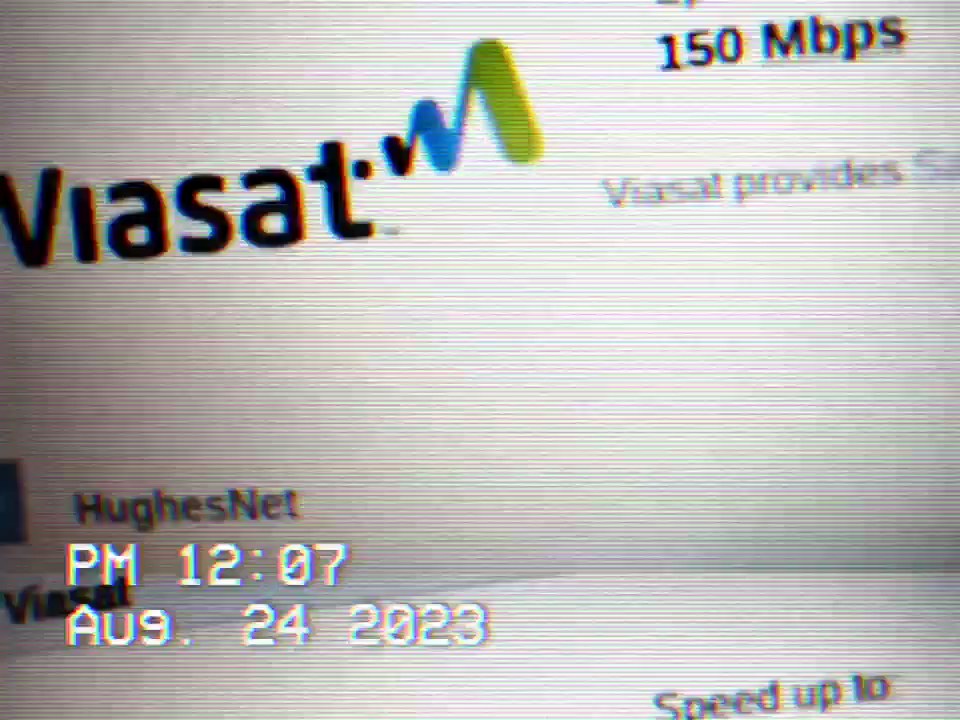 150 Mbps
Viasat
Viasat provides
HughesNet
PM 12:07
Viasat
Aug. 24 2023
Speed up to